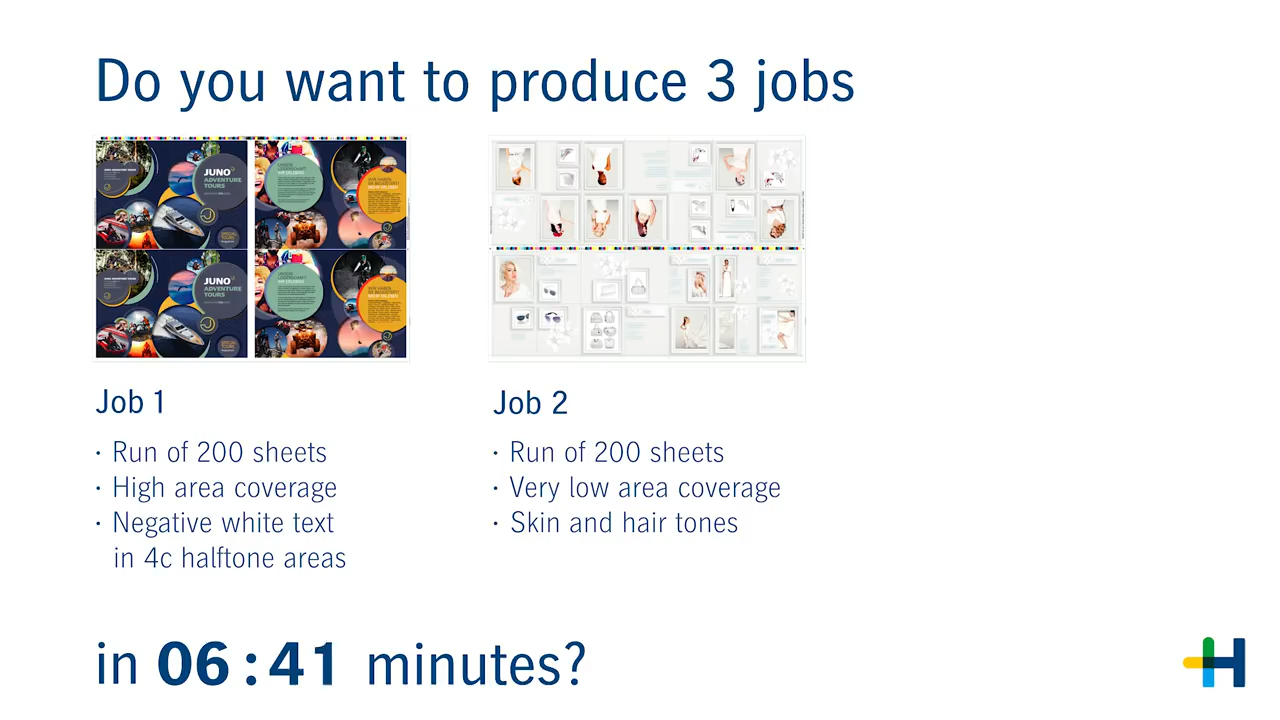 Do you want to produce 3 jobs
JUNO
ADVENTURE
TOURS
JUNO
ADVENTURE
TOURS
Job 1
· Run of 200 sheets
· High area coverage
· Negative white text
in 4c halftone areas
Job 2
· Run of 200 sheets
· Very low area coverage
· Skin and hair tones
in 06:41 minutes?